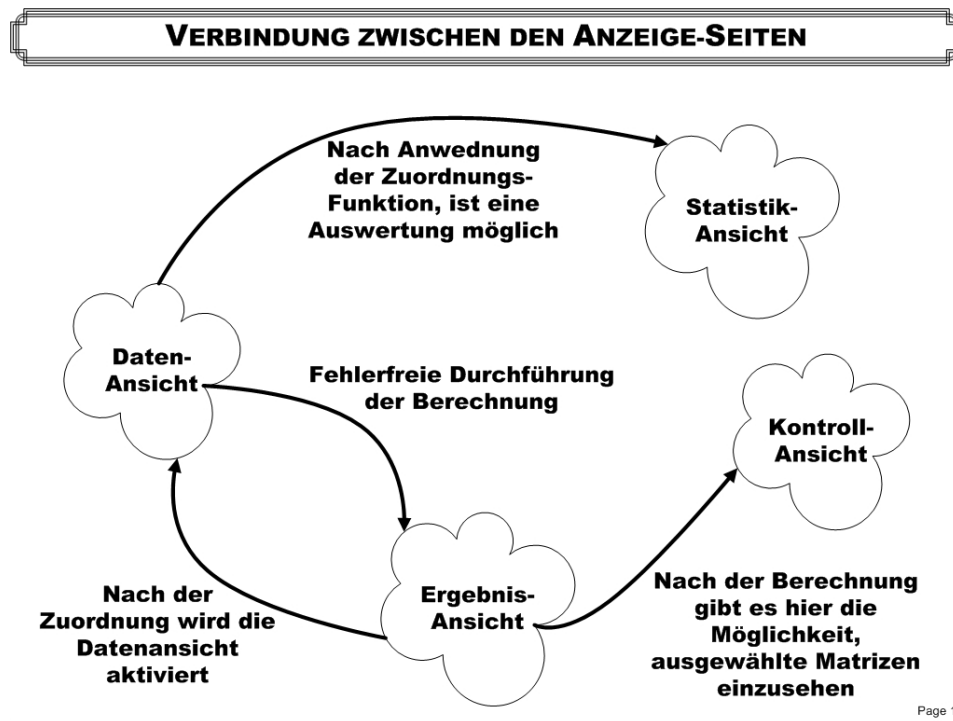 VERBINDUNG ZWISCHEN DEN ANZEIGE-SEITEN
Nach Anwednung
der Zuordnungs-
Funktion, ist eine
Auswertung möglich
Statistik-
Ansicht
Daten-
Ansicht
Fehlerfreie Durchführung
der Berechnung
Kontroll-
Ansicht
Nach der
Zuordnung wird die
Datenansicht
aktiviert
Ergebnis-
Ansicht
Nach der Berechnung
gibt es hier die
Möglichkeit,
ausgewählte Matrizen
einzusehen
Page 1